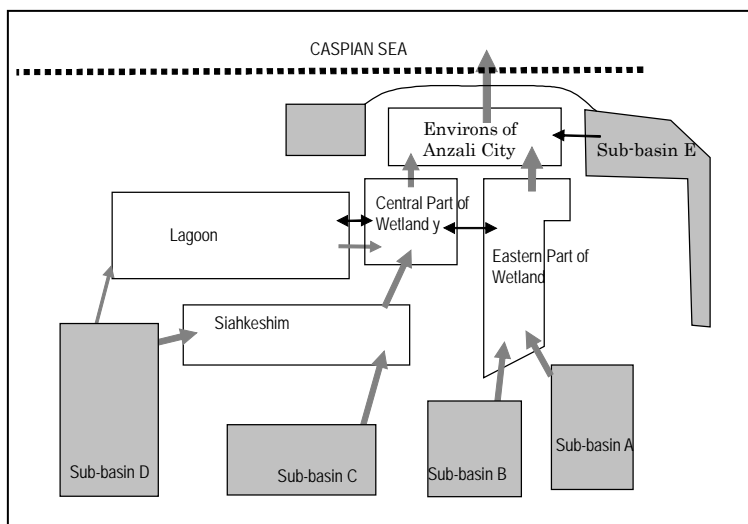 CASPIAN SEA
Environs of
Anzali City
Sub-basin E
Central Part of
Wetland y
Lagoon
Eastern Part of
Wetland
Siahkeshim
Sub-basin D
Sub-basin C
Sub-basin B
Sub-basin A